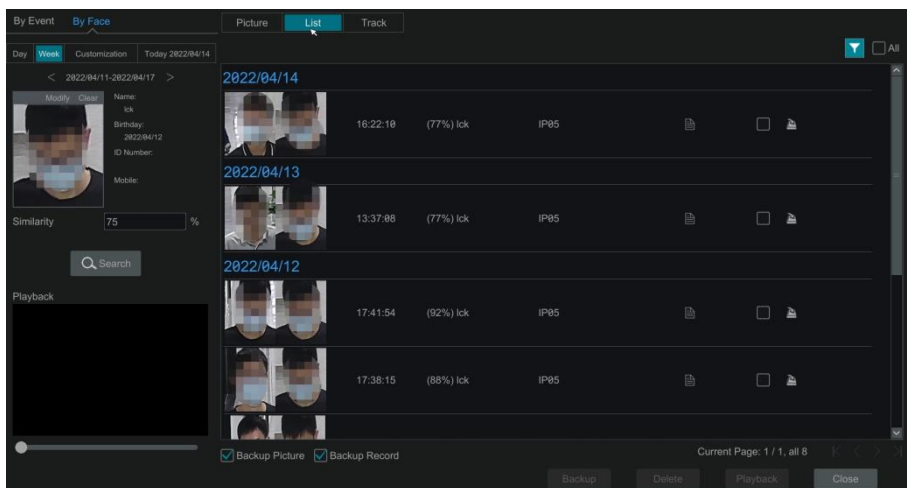 By Event By Face
Picture List Track
Day Week Customization Today 2022/04/14
All
< 2022/04/11-2022/04/17 >
Modify Clear
Name:
lck
Birthday:
2022/04/12
ID Number:
Mobile:
Similarity 75 %
Search
Playback
2022/04/14
16:22:10 (77%) lck IP05
2022/04/13
13:37:08 (77%) lck IP05
2022/04/12
17:41:54 (92%) lck IP05
17:38:15 (88%) lck IP05
Backup Picture Backup Record
Current Page: 1 / 1, all 8
Backup Delete Playback Close